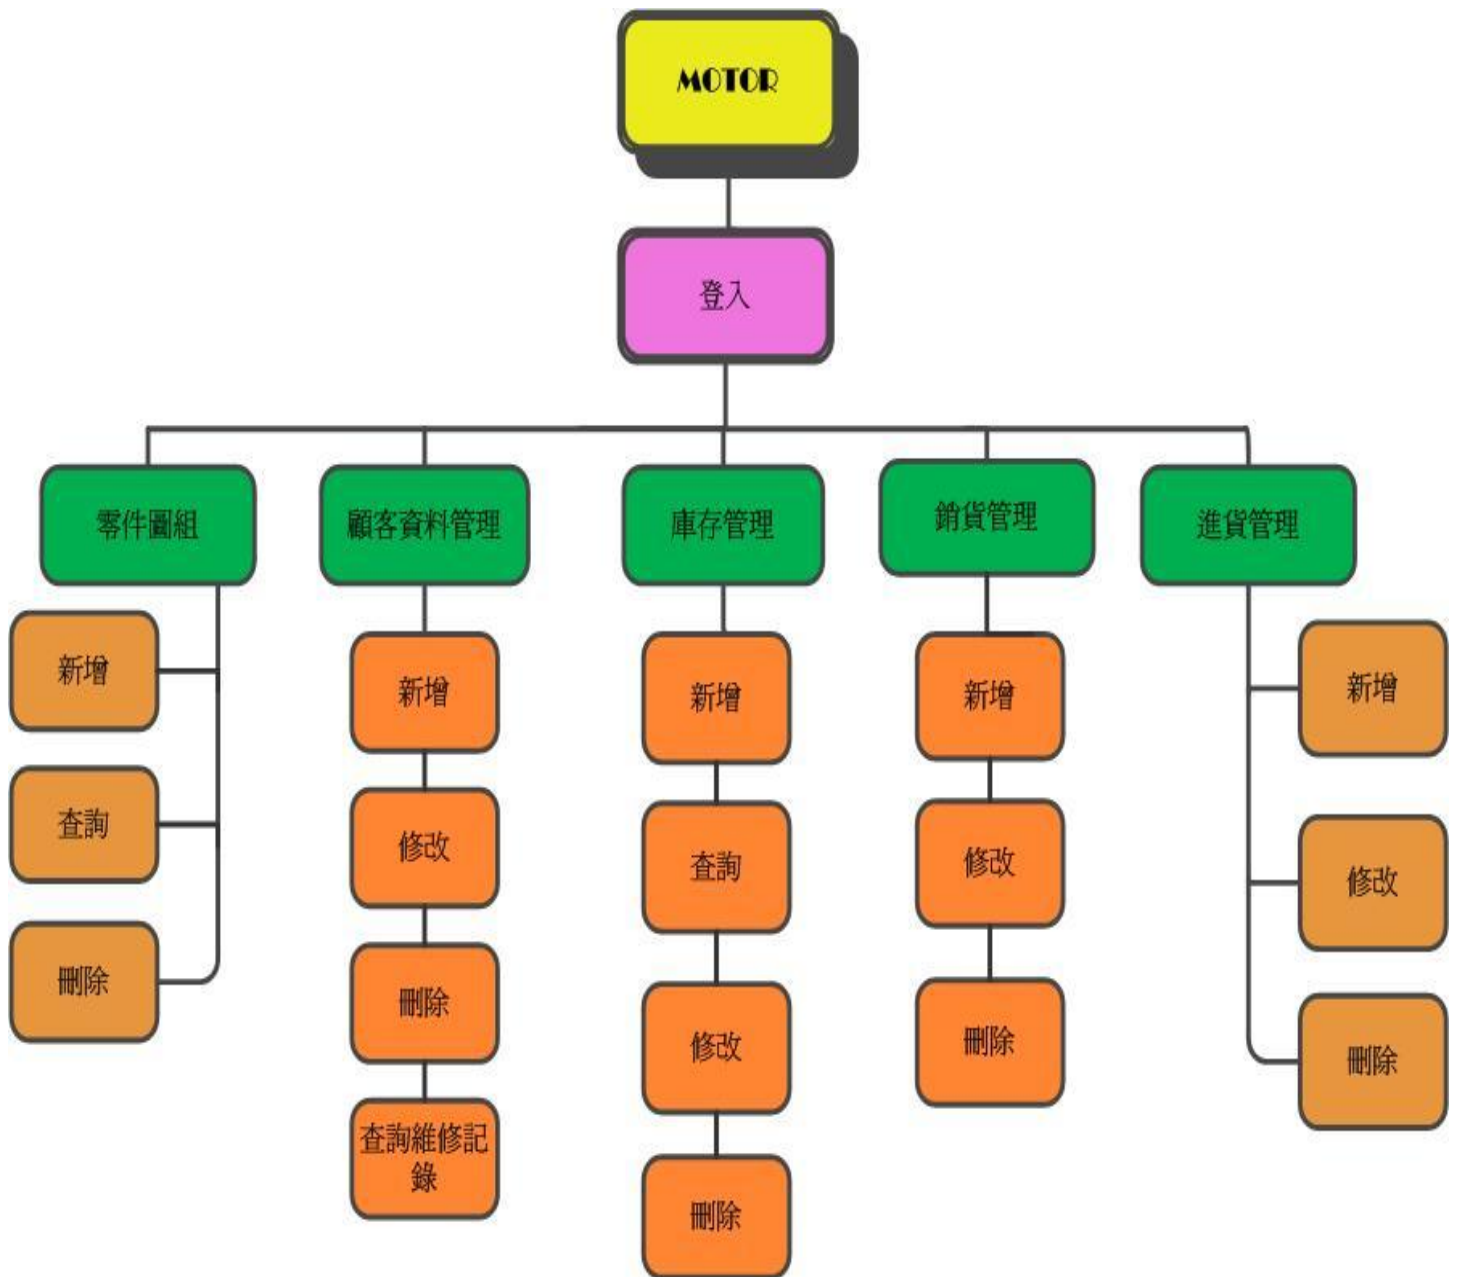 MOTOR
登入
零件圖組
顧客資料管理
庫存管理
銷貨管理
進貨管理
新增
查詢
刪除
新增
修改
刪除
查詢維修記
錄
新增
查詢
修改
刪除
新增
修改
刪除
新增
修改
刪除